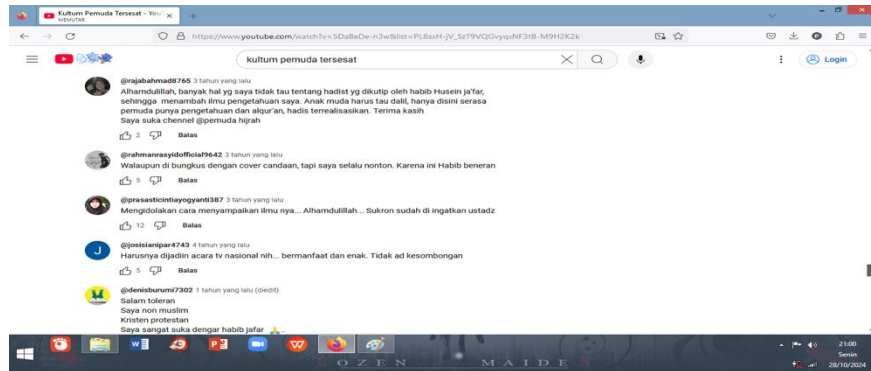 Kultum Pemuda Tersesat - You
MEMUTAR
https://www.youtube.com/watch?v=5DaBeDe-n3w&list=PL8sxH-jV_5zT9VQGvyqxNF3tB-M9H2K2k
kultum pemuda tersesat
Login
@rajabahmad8765 3 tahun yang lalu
Alhamdulillah, banyak hal yg saya tidak tau tentang hadist yg dikutip oleh habib Husein ja'far,
sehingga menambah ilmu pengetahuan saya. Anak muda harus tau dalil, hanya disini serasa
pemuda punya pengetahuan dan alqur'an, hadis terrealisasikan. Terima kasih
Saya suka chennel @pemuda hijrah
2 Balas
@rahmanrasyidofficial9642 3 tahun yang lalu
Walaupun di bungkus dengan cover candaan, tapi saya selalu nonton. Karena ini Habib beneran
5 Balas
@prasasticintiayogyanti387 3 tahun yang lalu
Mengidolakan cara menyampaikan ilmu nya... Alhamdulillah... Sukron sudah di ingatkan ustadz
12 Balas
J
@josisianipar4743 4 tahun yang lalu
Harusnya dijadiin acara tv nasional nih... bermanfaat dan enak. Tidak ad kesombongan
5 Balas
@denisburumi7302 1 tahun yang lalu (diedit)
Salam toleran
Saya non muslim
Kristen protestan
Saya sangat suka dengar habib jafar 🙏..
OZEN MAIDE
21:00
Senin
28/10/2024